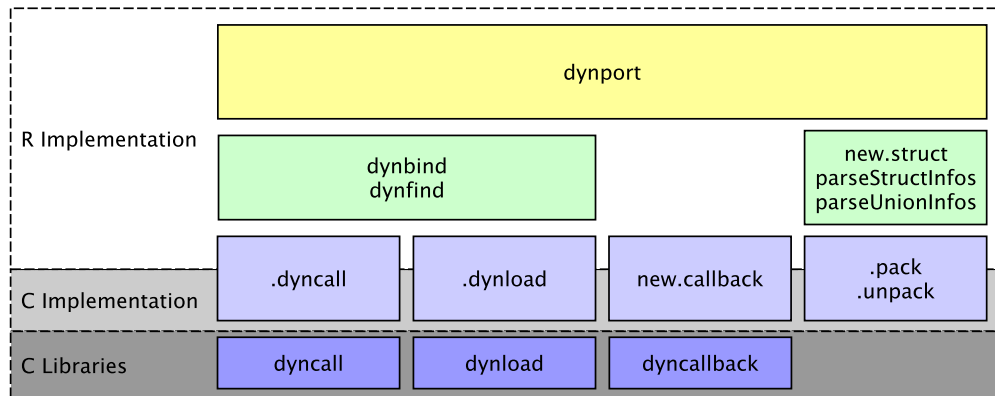 dynport
R Implementation
dynbind
dynfind
new.struct
parseStructInfos
parseUnionInfos
.dyncall
.dynload
new.callback
.pack
.unpack
C Implementation
C Libraries
dyncall
dynload
dyncallback